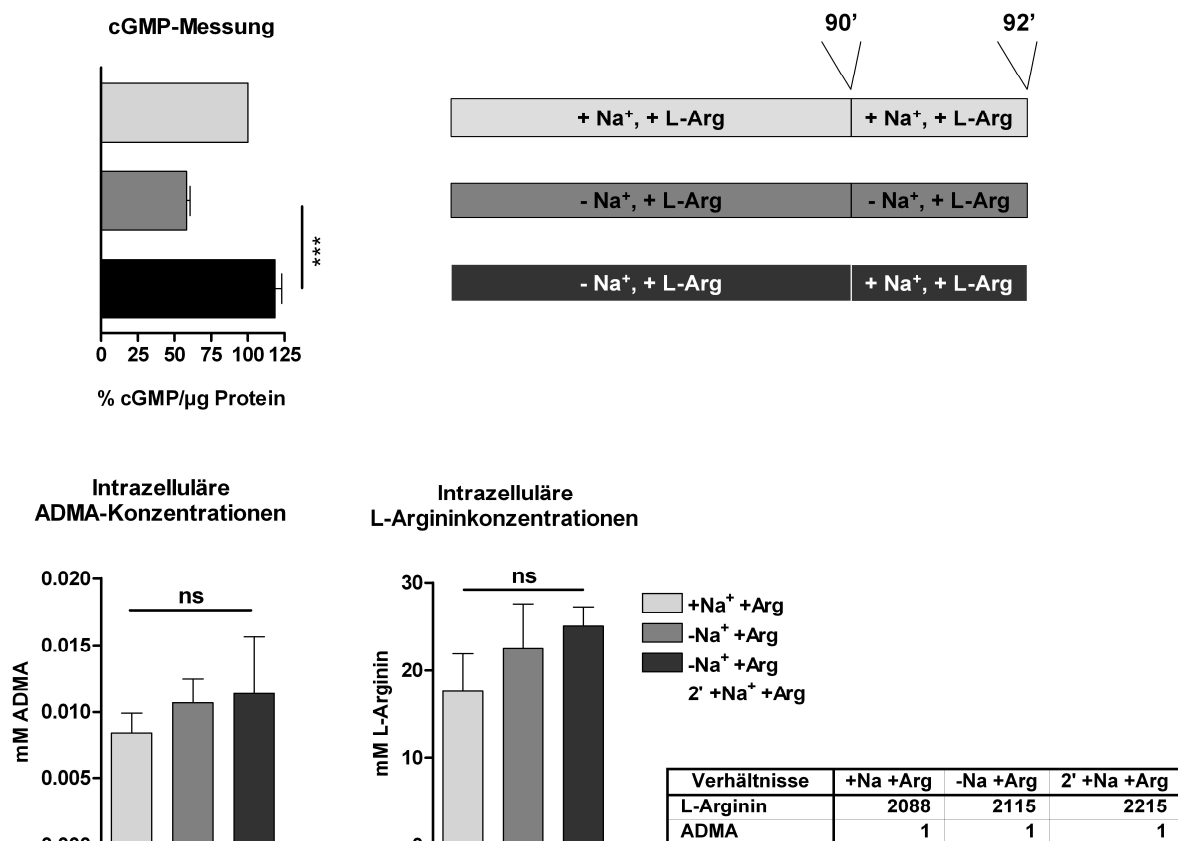 cGMP-Messung
90’ 92’
+ Na⁺, + L-Arg + Na⁺, + L-Arg
- Na⁺, + L-Arg - Na⁺, + L-Arg
- Na⁺, + L-Arg + Na⁺, + L-Arg
***
0 25 50 75 100 125
% cGMP/µg Protein
Intrazelluläre
ADMA-Konzentrationen
0.020
0.015
0.010
0.005
mM ADMA
ns
Intrazelluläre
L-Argininkonzentrationen
30
20
10
mM L-Arginin
ns
+Na⁺ +Arg
-Na⁺ +Arg
-Na⁺ +Arg
2' +Na⁺ +Arg
Verhältnisse +Na +Arg -Na +Arg 2' +Na +Arg
L-Arginin 2088 2115 2215
ADMA 1 1 1